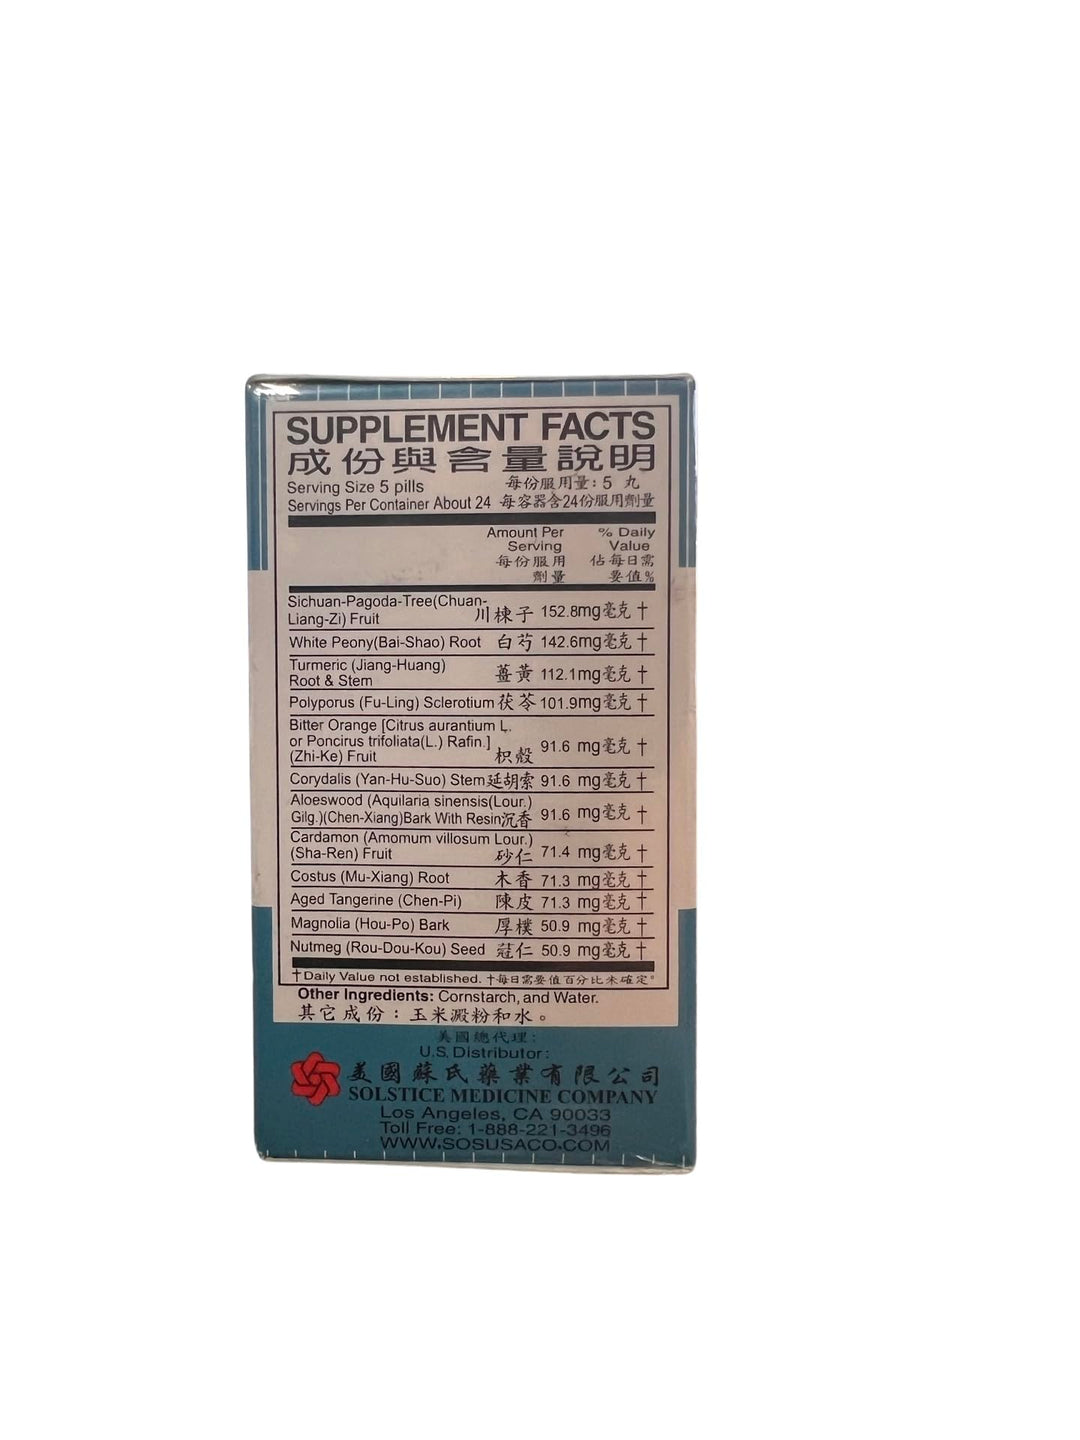 SUPPLEMENT FACTS
成份與含量說明
Serving Size 5 pills 每份服用量：5 丸
Servings Per Container About 24 每容器含24份服用劑量
Amount Per % Daily
Serving Value
每份服用 佔每日需
劑量 要值%
Sichuan-Pagoda-Tree(Chuan-
Liang-Zi) Fruit 川楝子 152.8mg毫克 †
White Peony(Bai-Shao) Root 白芍 142.6mg毫克 †
Turmeric (Jiang-Huang)
Root & Stem 薑黃 112.1mg毫克 †
Polyporus (Fu-Ling) Sclerotium 茯苓 101.9mg毫克 †
Bitter Orange [Citrus aurantium L.
or Poncirus trifoliata(L.) Rafin.]
(Zhi-Ke) Fruit 枳殼 91.6 mg毫克 †
Corydalis (Yan-Hu-Suo) Stem 延胡索 91.6 mg毫克 †
Aloeswood (Aquilaria sinensis(Lour.)
Gilg.)(Chen-Xiang)Bark With Resin 沉香 91.6 mg毫克 †
Cardamon (Amomum villosum Lour.)
(Sha-Ren) Fruit 砂仁 71.4 mg毫克 †
Costus (Mu-Xiang) Root 木香 71.3 mg毫克 †
Aged Tangerine (Chen-Pi) 陳皮 71.3 mg毫克 †
Magnolia (Hou-Po) Bark 厚樸 50.9 mg毫克 †
Nutmeg (Rou-Dou-Kou) Seed 蔻仁 50.9 mg毫克 †
†Daily Value not established. †每日需要值百分比未確定。
Other Ingredients: Cornstarch, and Water.
其它成份：玉米澱粉和水。
美國總代理：
U.S. Distributor:
美國蘇氏藥業有限公司
SOLSTICE MEDICINE COMPANY
Los Angeles, CA 90033
Toll Free: 1-888-221-3496
WWW.SOSUSACO.COM